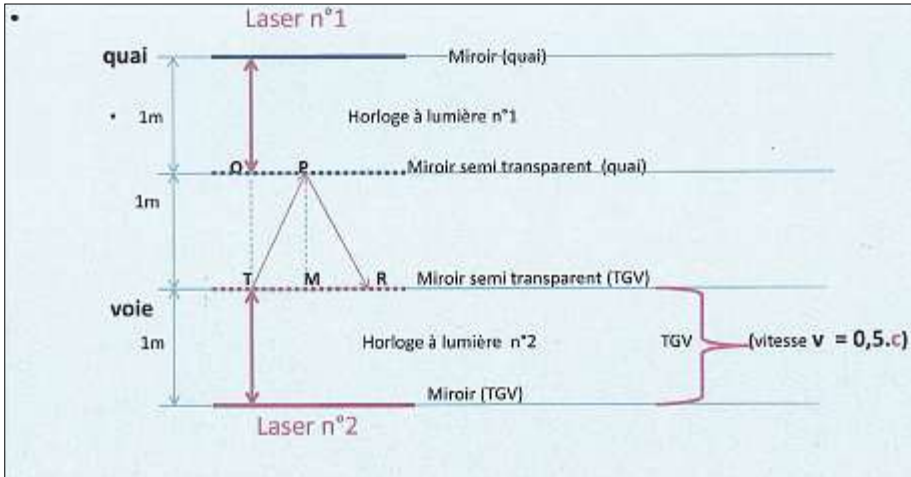 Laser n°1
quai
Miroir (quai)
1m
Horloge à lumière n°1
Q P
Miroir semi transparent (quai)
1m
T M R
Miroir semi transparent (TGV)
voie
1m
Horloge à lumière n°2
TGV
(vitesse v = 0,5.c)
Miroir (TGV)
Laser n°2